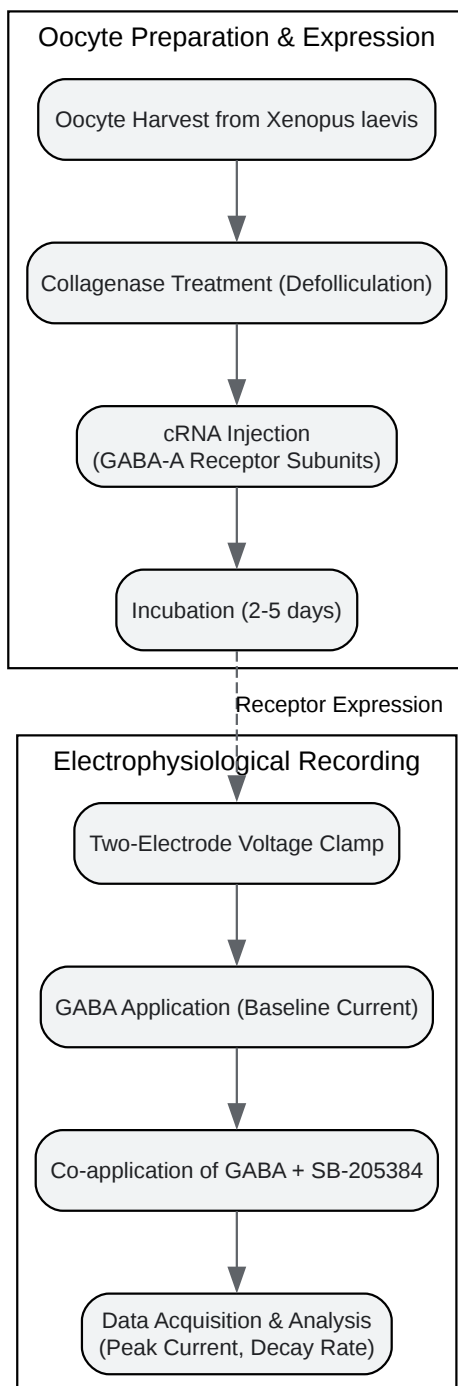 Oocyte Preparation & Expression
Oocyte Harvest from Xenopus laevis
Collagenase Treatment (Defolliculation)
cRNA Injection
(GABA-A Receptor Subunits)
Incubation (2-5 days)
Receptor Expression
Electrophysiological Recording
Two-Electrode Voltage Clamp
GABA Application (Baseline Current)
Co-application of GABA + SB-205384
Data Acquisition & Analysis
(Peak Current, Decay Rate)